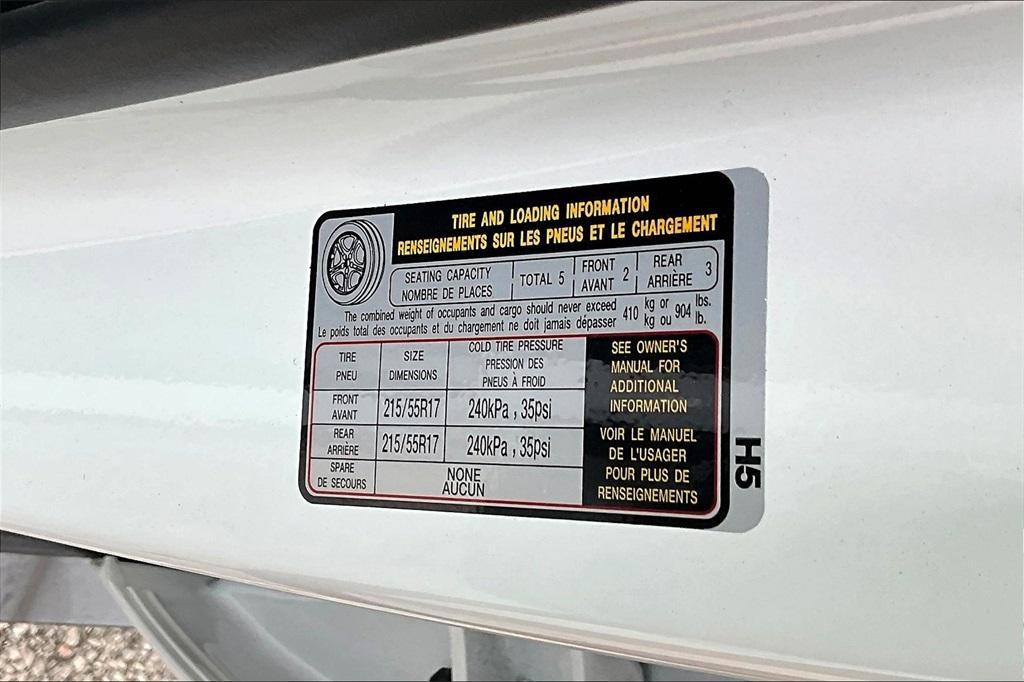 TIRE AND LOADING INFORMATION
RENSEIGNEMENTS SUR LES PNEUS ET LE CHARGEMENT
SEATING CAPACITY
NOMBRE DE PLACES
TOTAL 5
FRONT
AVANT 2
REAR
ARRIÈRE 3
The combined weight of occupants and cargo should never exceed 410 kg or 904 lbs.
Le poids total des occupants et du chargement ne doit jamais dépasser kg ou lb.
TIRE
PNEU
SIZE
DIMENSIONS
COLD TIRE PRESSURE
PRESSION DES
PNEUS À FROID
FRONT
AVANT
215/55R17
240kPa , 35psi
REAR
ARRIÈRE
215/55R17
240kPa , 35psi
SPARE
DE SECOURS
NONE
AUCUN
SEE OWNER'S
MANUAL FOR
ADDITIONAL
INFORMATION
VOIR LE MANUEL
DE L'USAGER
POUR PLUS DE
RENSEIGNEMENTS
H5